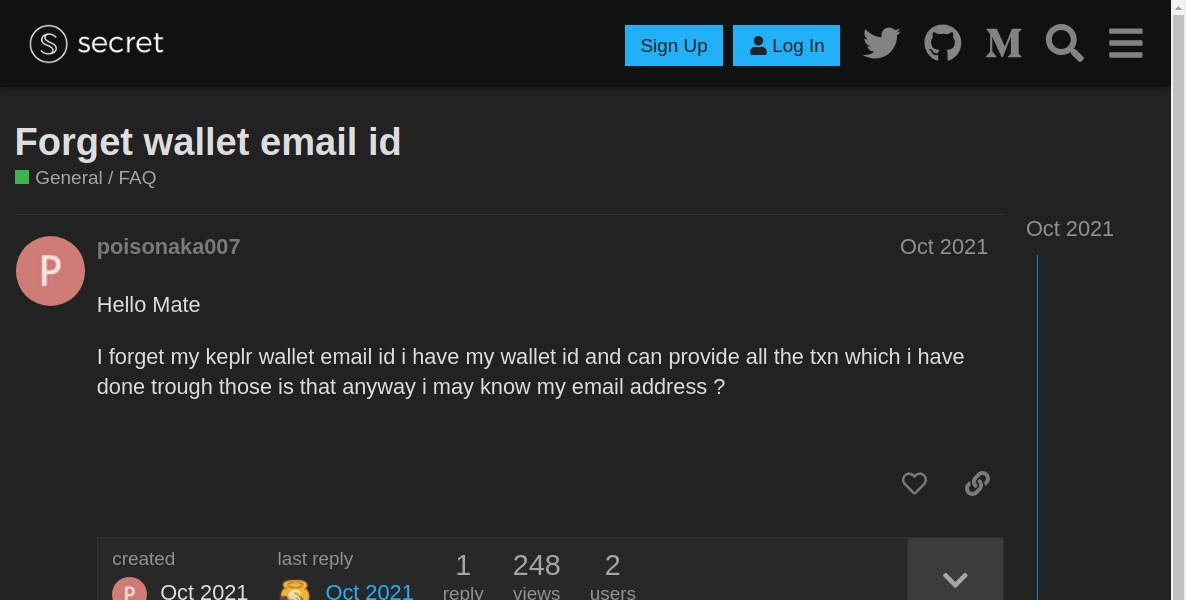 secret
Sign Up
Log In
Forget wallet email id
General / FAQ
Oct 2021
P
poisonaka007
Oct 2021
Hello Mate
I forget my keplr wallet email id i have my wallet id and can provide all the txn which i have
done trough those is that anyway i may know my email address ?
created
last reply
1
248
2
P
Oct 2021
Oct 2021
reply
views
users